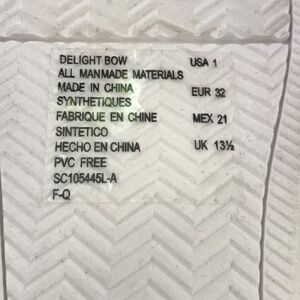 DELIGHT BOW USA 1
ALL MANMADE MATERIALS
MADE IN CHINA EUR 32
SYNTHETIQUES
FABRIQUE EN CHINE MEX 21
SINTETICO
HECHO EN CHINA UK 13½
PVC FREE
SC105445L-A
F-Q